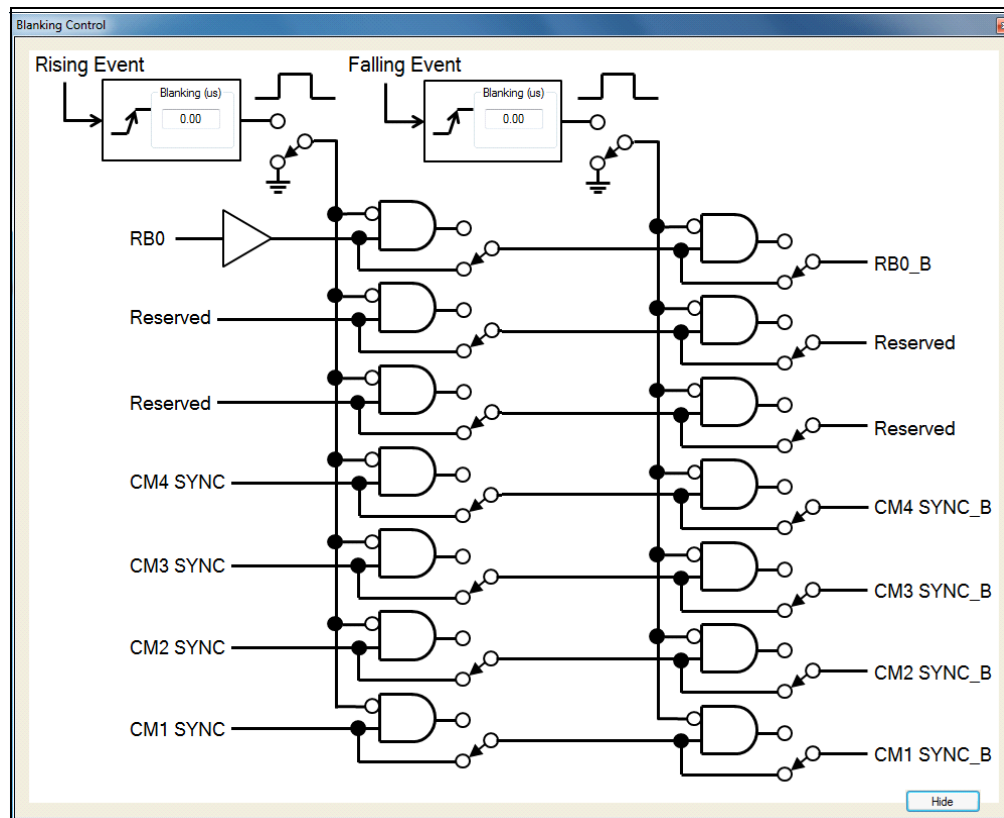 Blanking Control
Rising Event
Falling Event
Blanking (us)
0.00
Blanking (us)
0.00
RB0
RB0_B
Reserved
Reserved
Reserved
Reserved
CM4 SYNC
CM4 SYNC_B
CM3 SYNC
CM3 SYNC_B
CM2 SYNC
CM2 SYNC_B
CM1 SYNC
CM1 SYNC_B
Hide